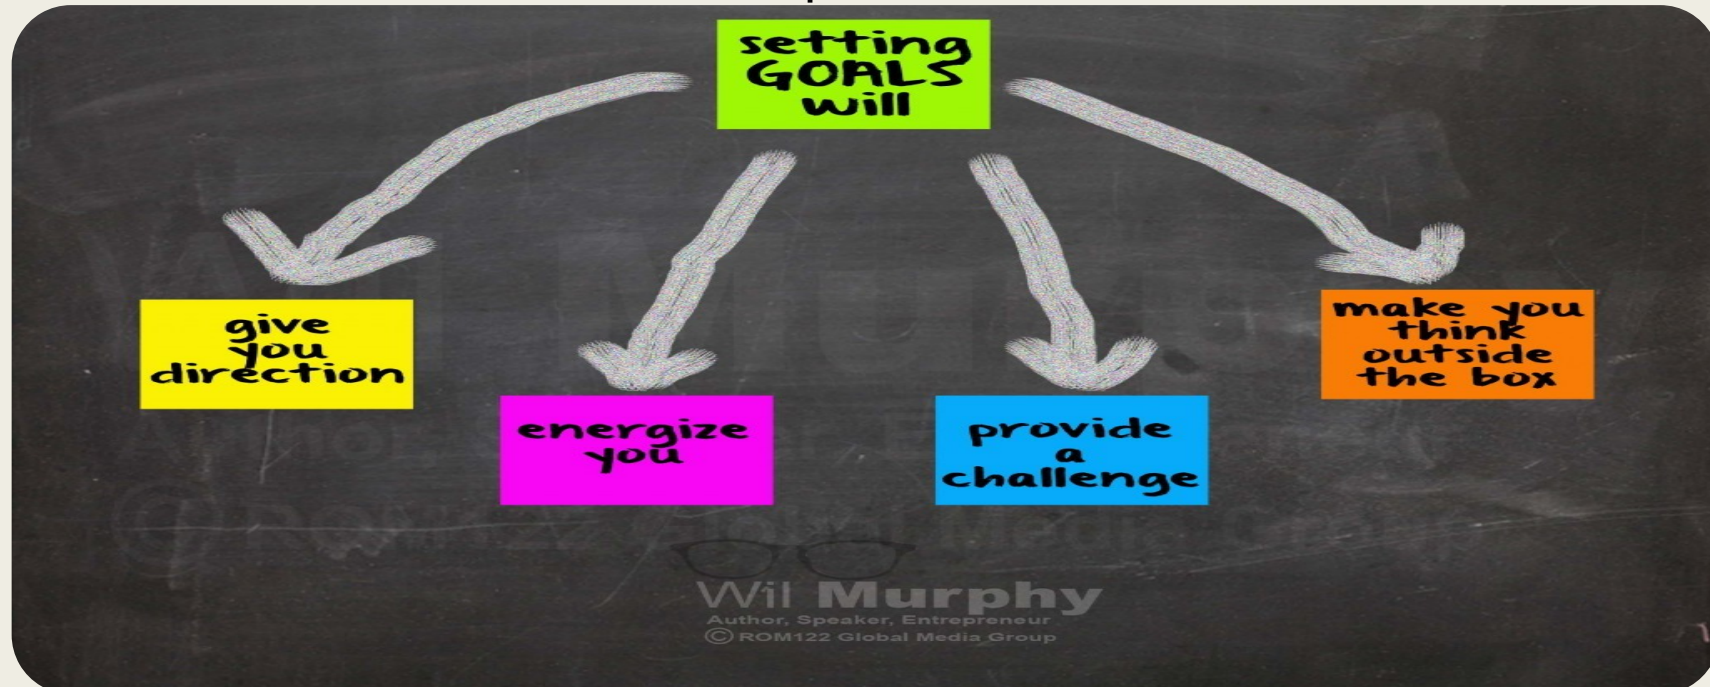 setting
GOALS
will
give
you
direction
energize
you
provide
a
challenge
make you
think
outside
the box
Wil Murphy
Author, Speaker, Entrepreneur
© ROM122 Global Media Group